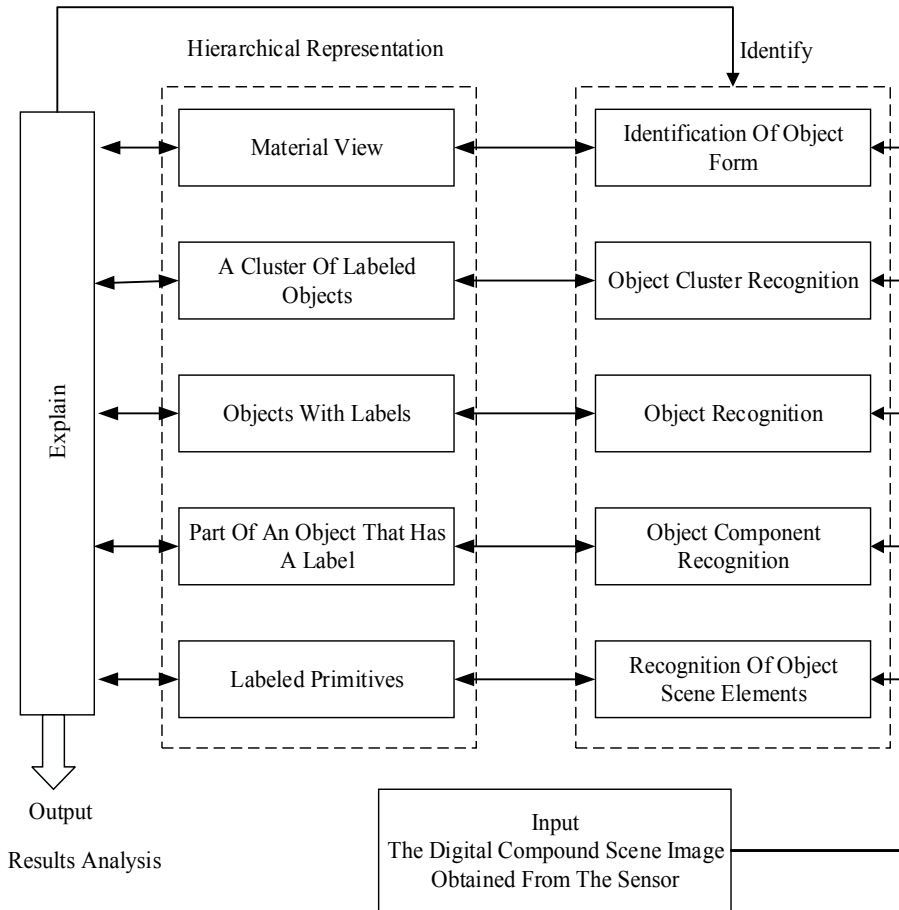 Hierarchical Representation
Identify
Explain
Material View
Identification Of Object
Form
A Cluster Of Labeled
Objects
Object Cluster Recognition
Objects With Labels
Object Recognition
Part Of An Object That Has
A Label
Object Component
Recognition
Labeled Primitives
Recognition Of Object
Scene Elements
Output
Results Analysis
Input
The Digital Compound Scene Image
Obtained From The Sensor